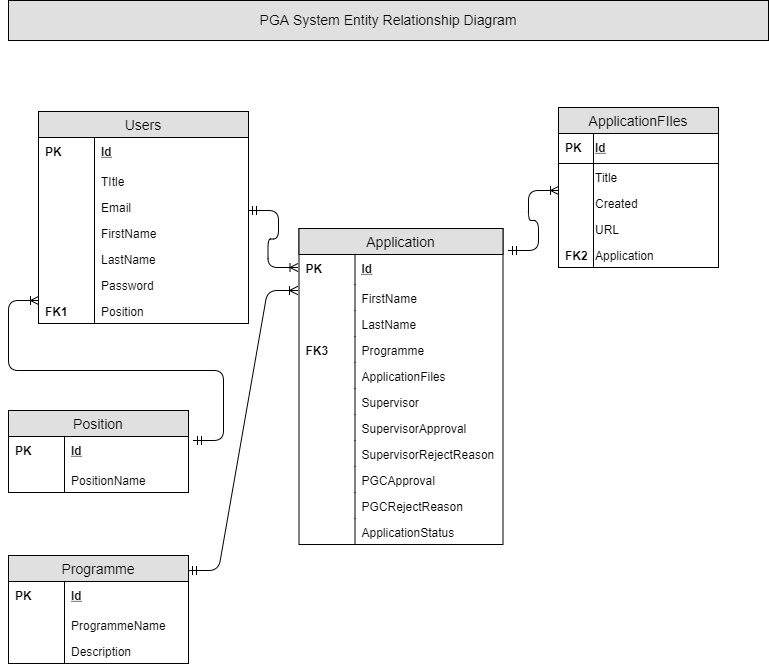 PGA System Entity Relationship Diagram
Users
PK Id
TItle
Email
FirstName
LastName
Password
FK1 Position
Position
PK Id
PositionName
Programme
PK Id
ProgrammeName
Description
Application
PK Id
FirstName
LastName
FK3 Programme
ApplicationFiles
Supervisor
SupervisorApproval
SupervisorRejectReason
PGCApproval
PGCRejectReason
ApplicationStatus
ApplicationFIles
PK Id
Title
Created
URL
FK2 Application